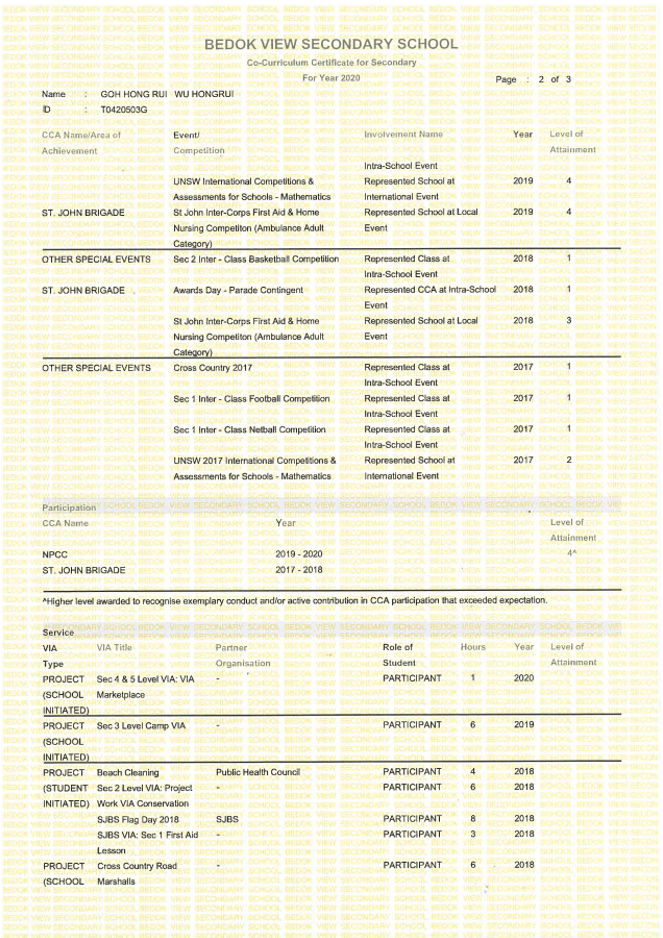 BEDOK VIEW SECONDARY SCHOOL
Co-Curriculum Certificate for Secondary
For Year 2020
Page : 2 of 3
Name : GOH HONG RUI WU HONGRUI
ID : T0420503G
CCA Name/Area of Event/ Involvement Name Year Level of
Achievement Competition Attainment
Intra-School Event
UNSW International Competitions & Represented School at 2019 4
Assessments for Schools - Mathematics International Event
ST. JOHN BRIGADE St John Inter-Corps First Aid & Home Represented School at Local 2019 4
Nursing Competiton (Ambulance Adult Event
Category)
OTHER SPECIAL EVENTS Sec 2 Inter - Class Basketball Competition Represented Class at 2018 1
Intra-School Event
ST. JOHN BRIGADE Awards Day - Parade Contingent Represented CCA at Intra-School 2018 1
Event
St John Inter-Corps First Aid & Home Represented School at Local 2018 3
Nursing Competiton (Ambulance Adult Event
Category)
OTHER SPECIAL EVENTS Cross Country 2017 Represented Class at 2017 1
Intra-School Event
Sec 1 Inter - Class Football Competition Represented Class at 2017 1
Intra-School Event
Sec 1 Inter - Class Netball Competition Represented Class at 2017 1
Intra-School Event
UNSW 2017 International Competitions & Represented School at 2017 2
Assessments for Schools - Mathematics International Event
Participation
CCA Name Year Level of
Attainment
NPCC 2019 - 2020 4^
ST. JOHN BRIGADE 2017 - 2018
^Higher level awarded to recognise exemplary conduct and/or active contribution in CCA participation that exceeded expectation.
Service
VIA VIA Title Partner Role of Hours Year Level of
Type Organisation Student Attainment
PROJECT Sec 4 & 5 Level VIA: VIA - PARTICIPANT 1 2020
(SCHOOL Marketplace
INITIATED)
PROJECT Sec 3 Level Camp VIA - PARTICIPANT 6 2019
(SCHOOL
INITIATED)
PROJECT Beach Cleaning Public Health Council PARTICIPANT 4 2018
(STUDENT Sec 2 Level VIA: Project - PARTICIPANT 6 2018
INITIATED) Work VIA Conservation
SJBS Flag Day 2018 SJBS PARTICIPANT 8 2018
SJBS VIA: Sec 1 First Aid - PARTICIPANT 3 2018
Lesson
PROJECT Cross Country Road - PARTICIPANT 6 2018
(SCHOOL Marshalls